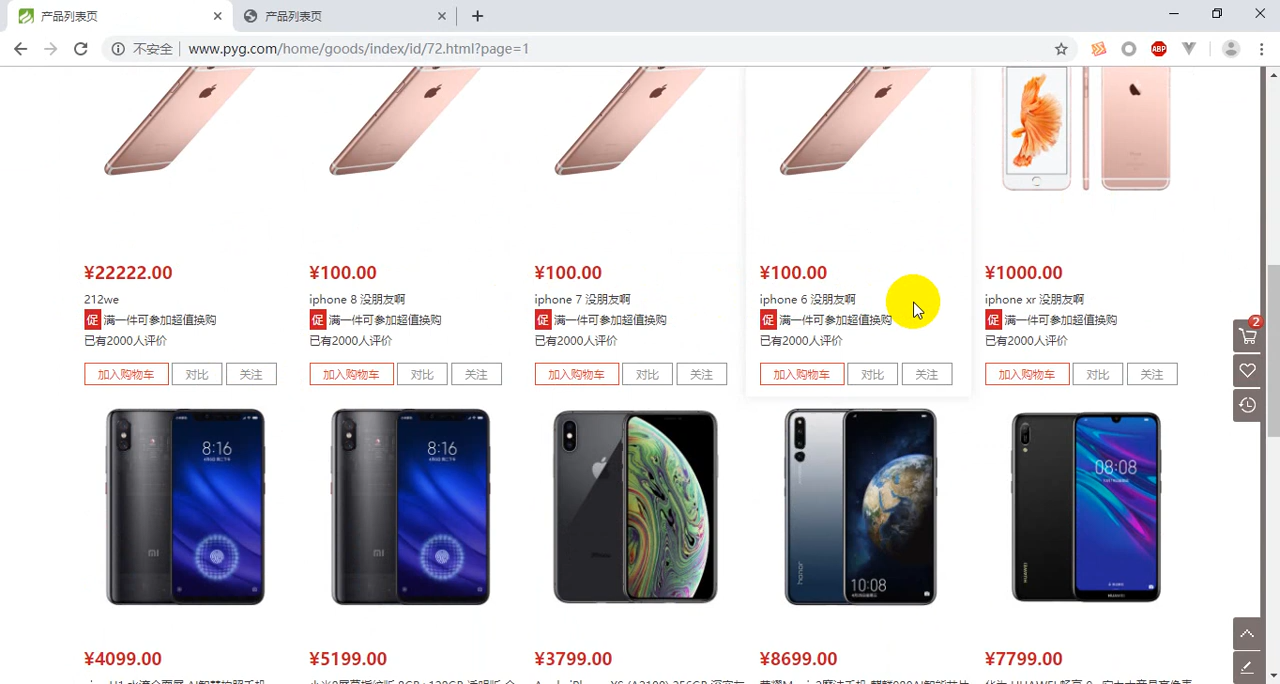 产品列表页
产品列表页
不安全 www.pyg.com/home/goods/index/id/72.html?page=1
ABP
¥22222.00 ¥100.00 ¥100.00 ¥100.00 ¥1000.00
212we iphone 8 没朋友啊 iphone 7 没朋友啊 iphone 6 没朋友啊 iphone xr 没朋友啊
促 满一件可参加超值换购 促 满一件可参加超值换购 促 满一件可参加超值换购 促 满一件可参加超值换购 促 满一件可参加超值换购
2
已有2000人评价 已有2000人评价 已有2000人评价 已有2000人评价 已有2000人评价
加入购物车 对比 关注 加入购物车 对比 关注 加入购物车 对比 关注 加入购物车 对比 关注 加入购物车 对比 关注
8:16 8:16 08:08
mi mi honor HUAWEI
10:08
HUAWEI
¥4099.00 ¥5199.00 ¥3799.00 ¥8699.00 ¥7799.00